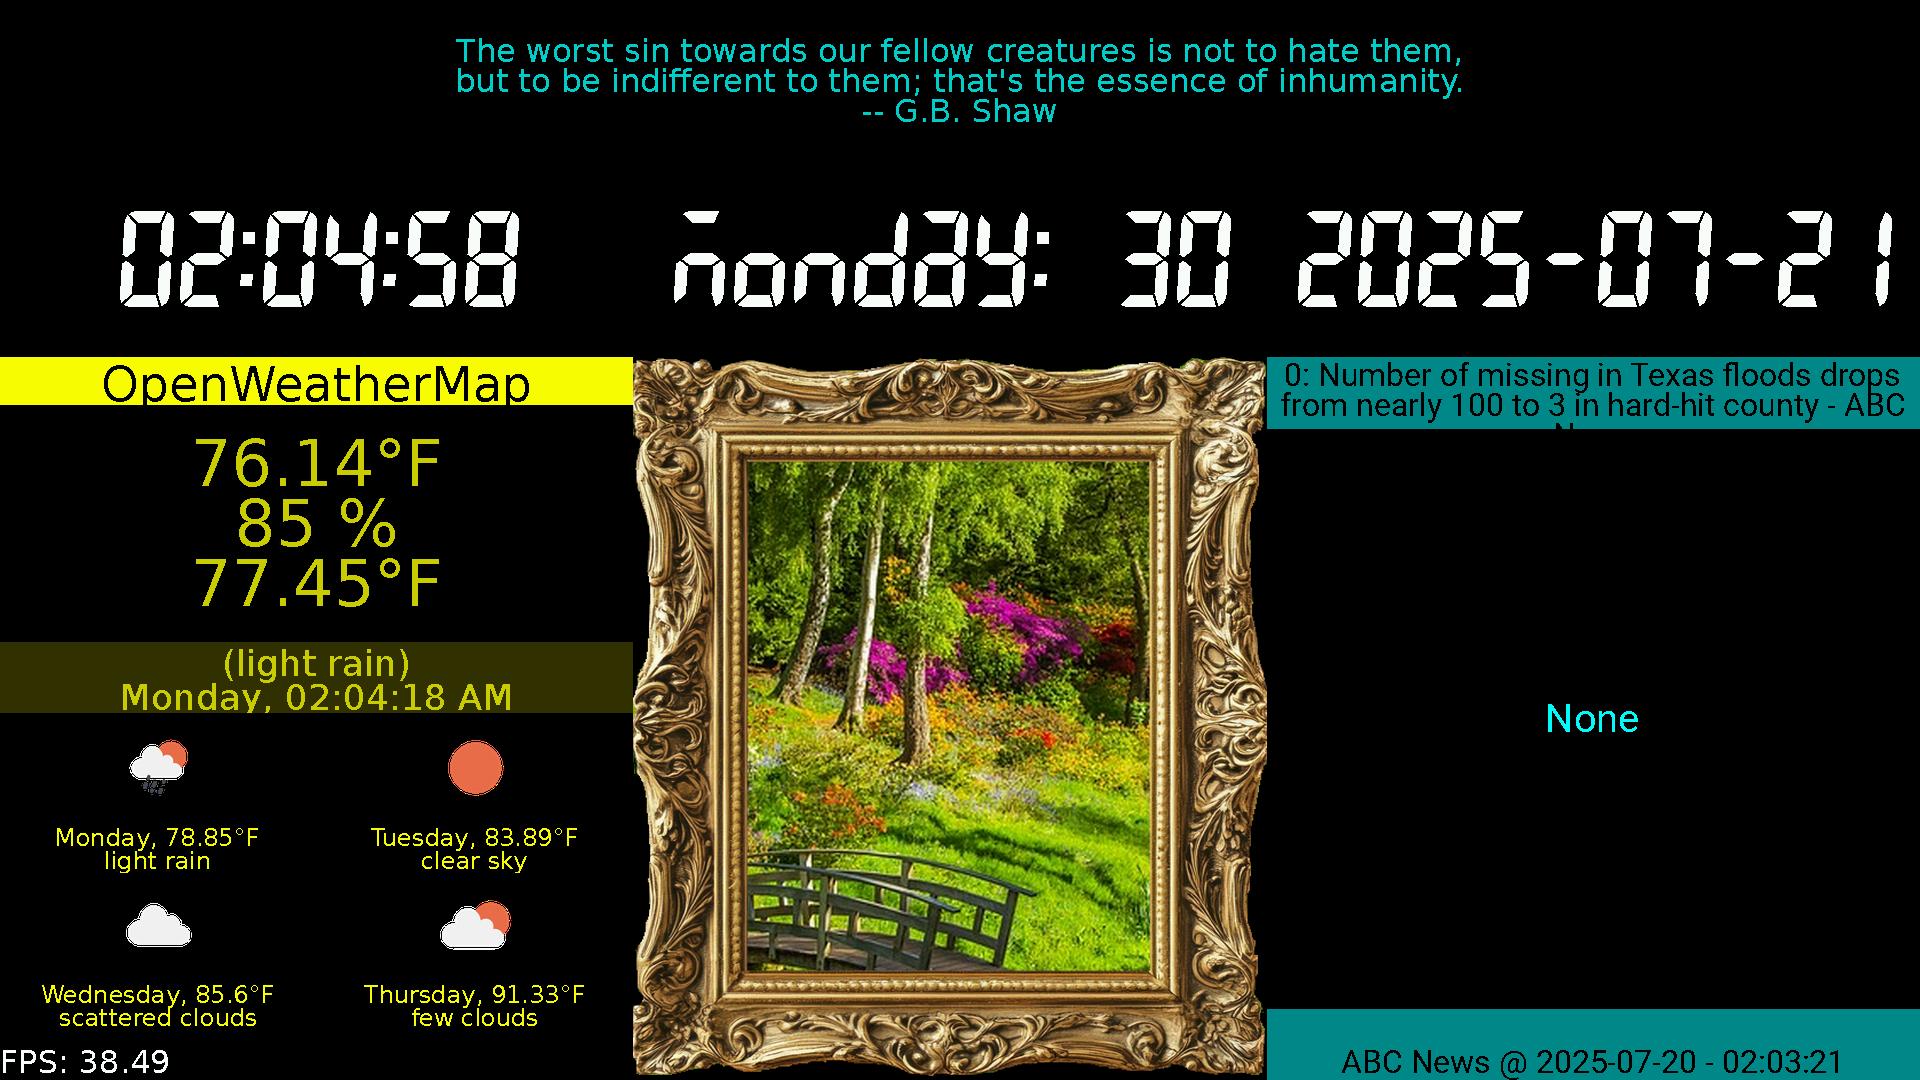 The worst sin towards our fellow creatures is not to hate them,
but to be indifferent to them; that's the essence of inhumanity.
-- G.B. Shaw
02:04:58
Monday: 30
2025-07-21
OpenWeatherMap
76.14°F
85 %
77.45°F
(light rain)
Monday, 02:04:18 AM
Monday, 78.85°F
light rain
Tuesday, 83.89°F
clear sky
Wednesday, 85.6°F
scattered clouds
Thursday, 91.33°F
few clouds
FPS: 38.49
0: Number of missing in Texas floods drops
from nearly 100 to 3 in hard-hit county - ABC
None
ABC News @ 2025-07-20 - 02:03:21